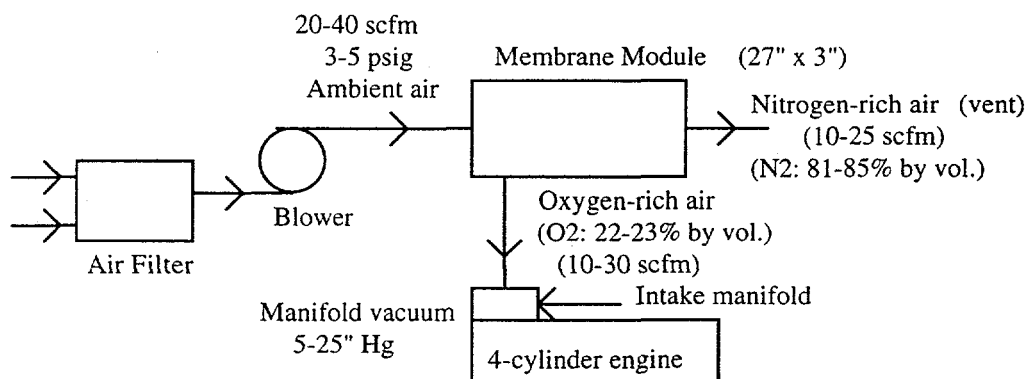 20-40 scfm
3-5 psig
Ambient air
Membrane Module (27" x 3")
Nitrogen-rich air (vent)
(10-25 scfm)
(N2: 81-85% by vol.)
Blower
Air Filter
Oxygen-rich air
(O2: 22-23% by vol.)
(10-30 scfm)
Intake manifold
Manifold vacuum
5-25" Hg
4-cylinder engine